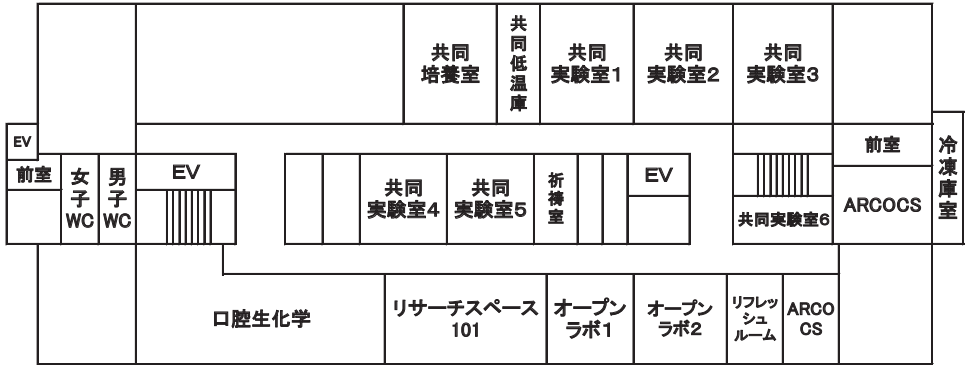 共同
培養室
共同低温庫
共同
実験室1
共同
実験室2
共同
実験室3
EV
前室
女子
WC
男子
WC
EV
共同
実験室4
共同
実験室5
祈祷室
EV
前室
ARCOCS
冷凍庫室
共同実験室6
口腔生化学
リサーチスペース
101
オープン
ラボ1
オープン
ラボ2
リフレッ
シュ
ルーム
ARCO
CS